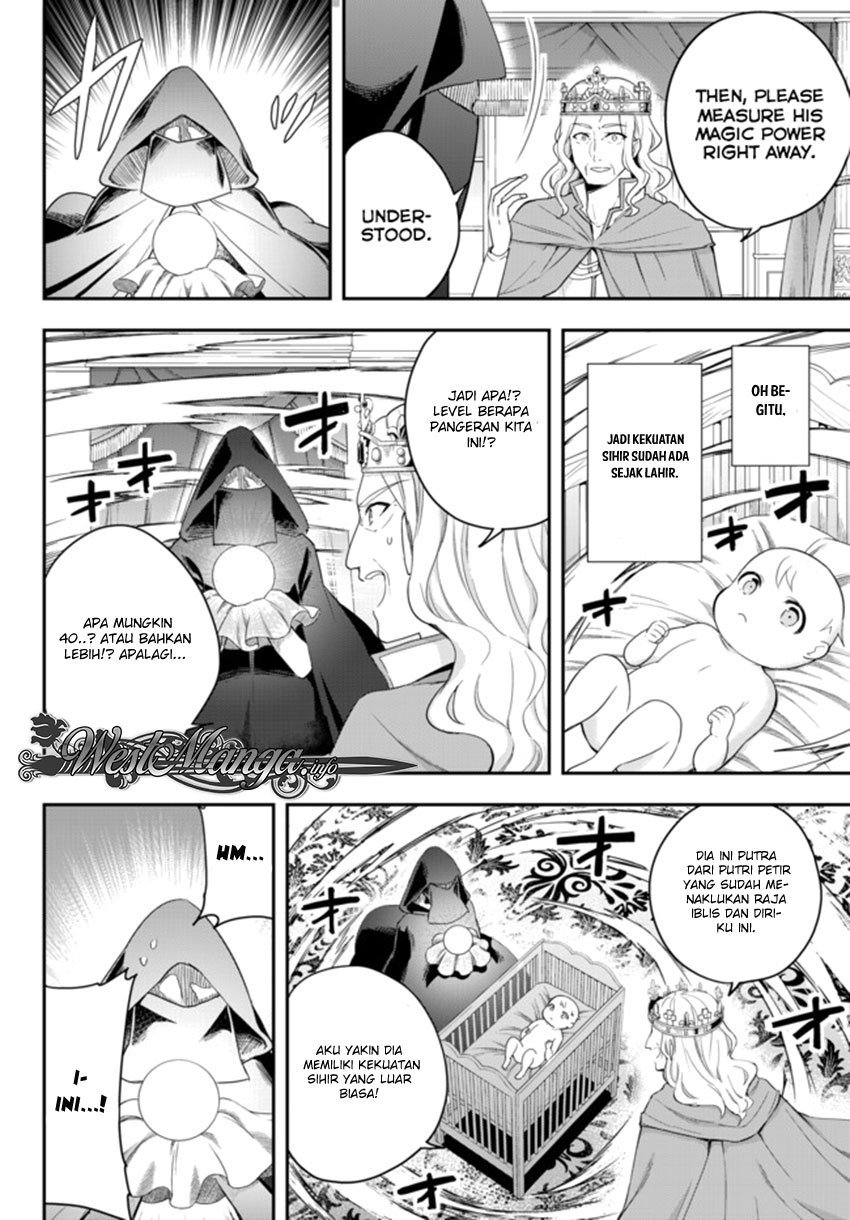 THEN, PLEASE
MEASURE HIS
MAGIC POWER
RIGHT AWAY.
UNDER-
STOOD.
カッ
OH BE-
GITU.
JADI KEKUATAN
SIHIR SUDAH ADA
SEJAK LAHIR.
JADI APA!?
LEVEL BERAPA
PANGERAN KITA
INI!?
APA MUNGKIN
40..? ATAU BAHKAN
LEBIH!? APALAGI...
WestManga.info
DIA INI PUTRA
DARI PUTRI PETIR
YANG SUDAH ME-
NAKLUKAN RAJA
IBLIS DAN DIRI-
KU INI.
AKU YAKIN DIA
MEMILIKI KEKUATAN
SIHIR YANG LUAR
BIASA!
HM...
I-
INI...!